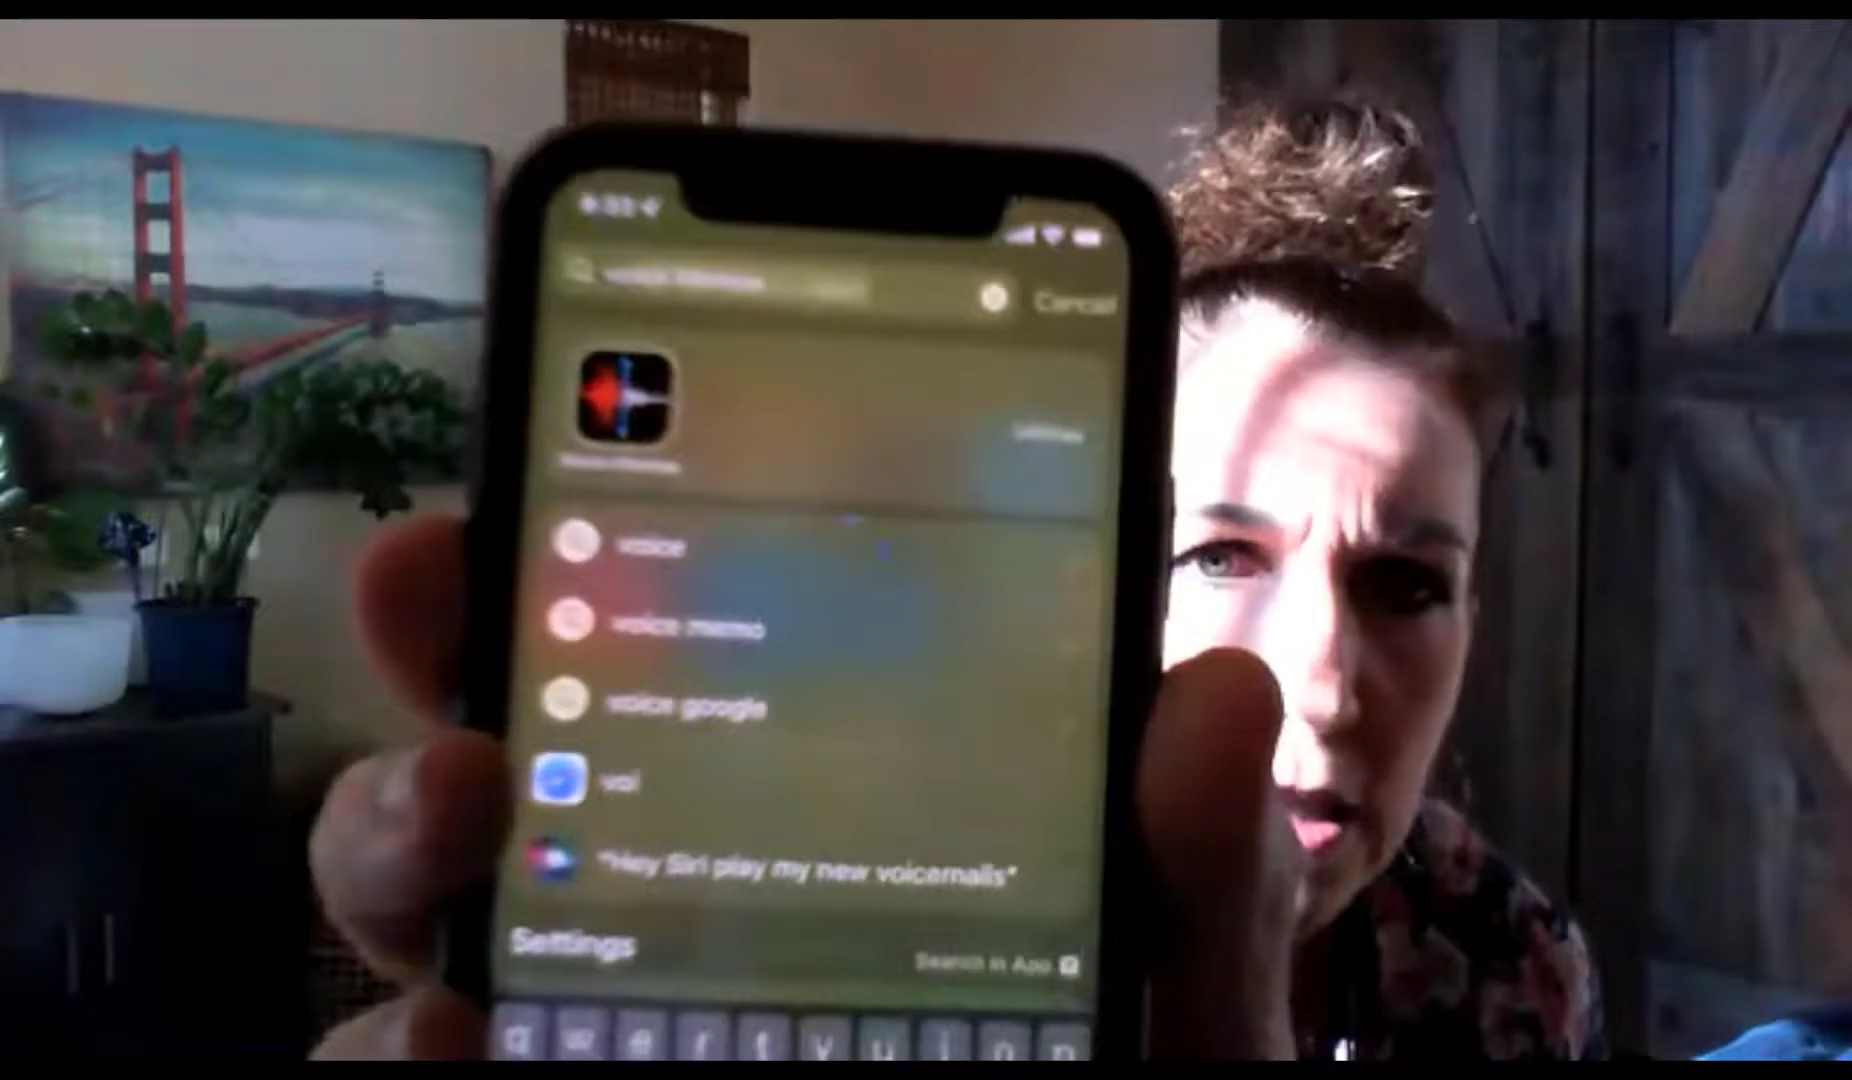 Cancel
voice
voice memo
voice google
voi
"Hey Siri play my new voicemails"
Settings
Search in App
q w e r t y u i o p